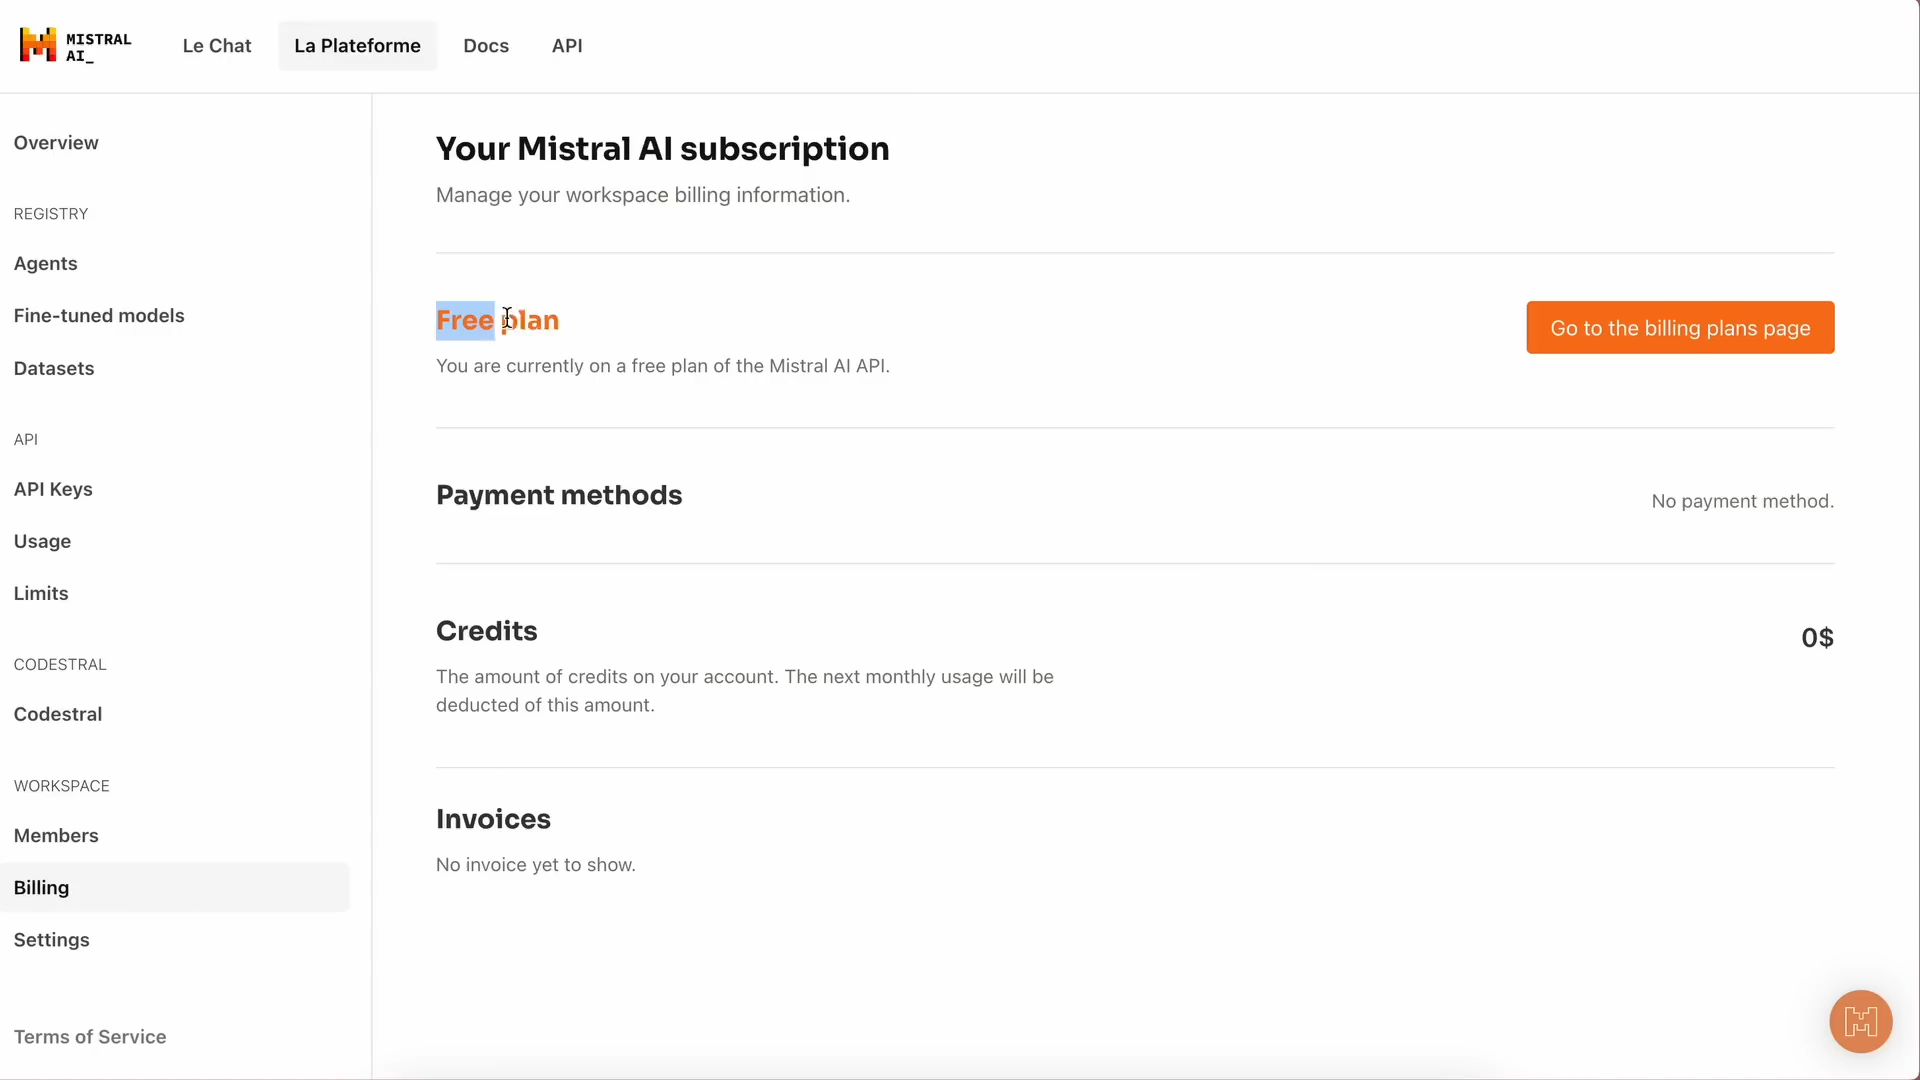 MISTRAL
AI_
Le Chat
La Plateforme
Docs
API
Overview
REGISTRY
Agents
Fine-tuned models
Datasets
API
API Keys
Usage
Limits
CODESTRAL
Codestral
WORKSPACE
Members
Billing
Settings
Terms of Service
Your Mistral AI subscription
Manage your workspace billing information.
Free plan
You are currently on a free plan of the Mistral AI API.
Go to the billing plans page
Payment methods
No payment method.
Credits
0$
The amount of credits on your account. The next monthly usage will be
deducted of this amount.
Invoices
No invoice yet to show.